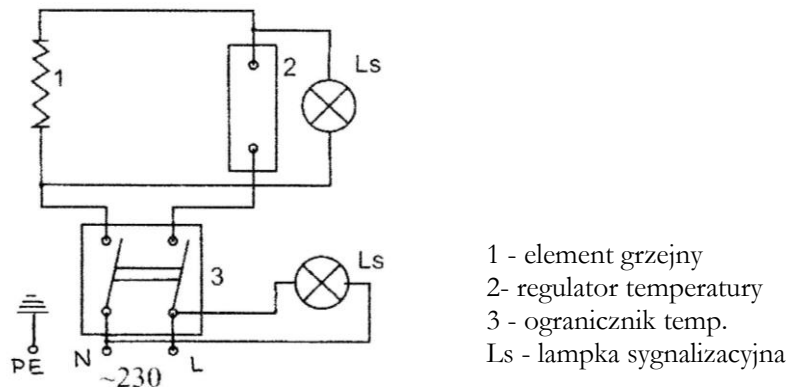 1
2
Ls
3
Ls
PE
N
L
~230
1 - element grzejny
2- regulator temperatury
3 - ogranicznik temp.
Ls - lampka sygnalizacyjna